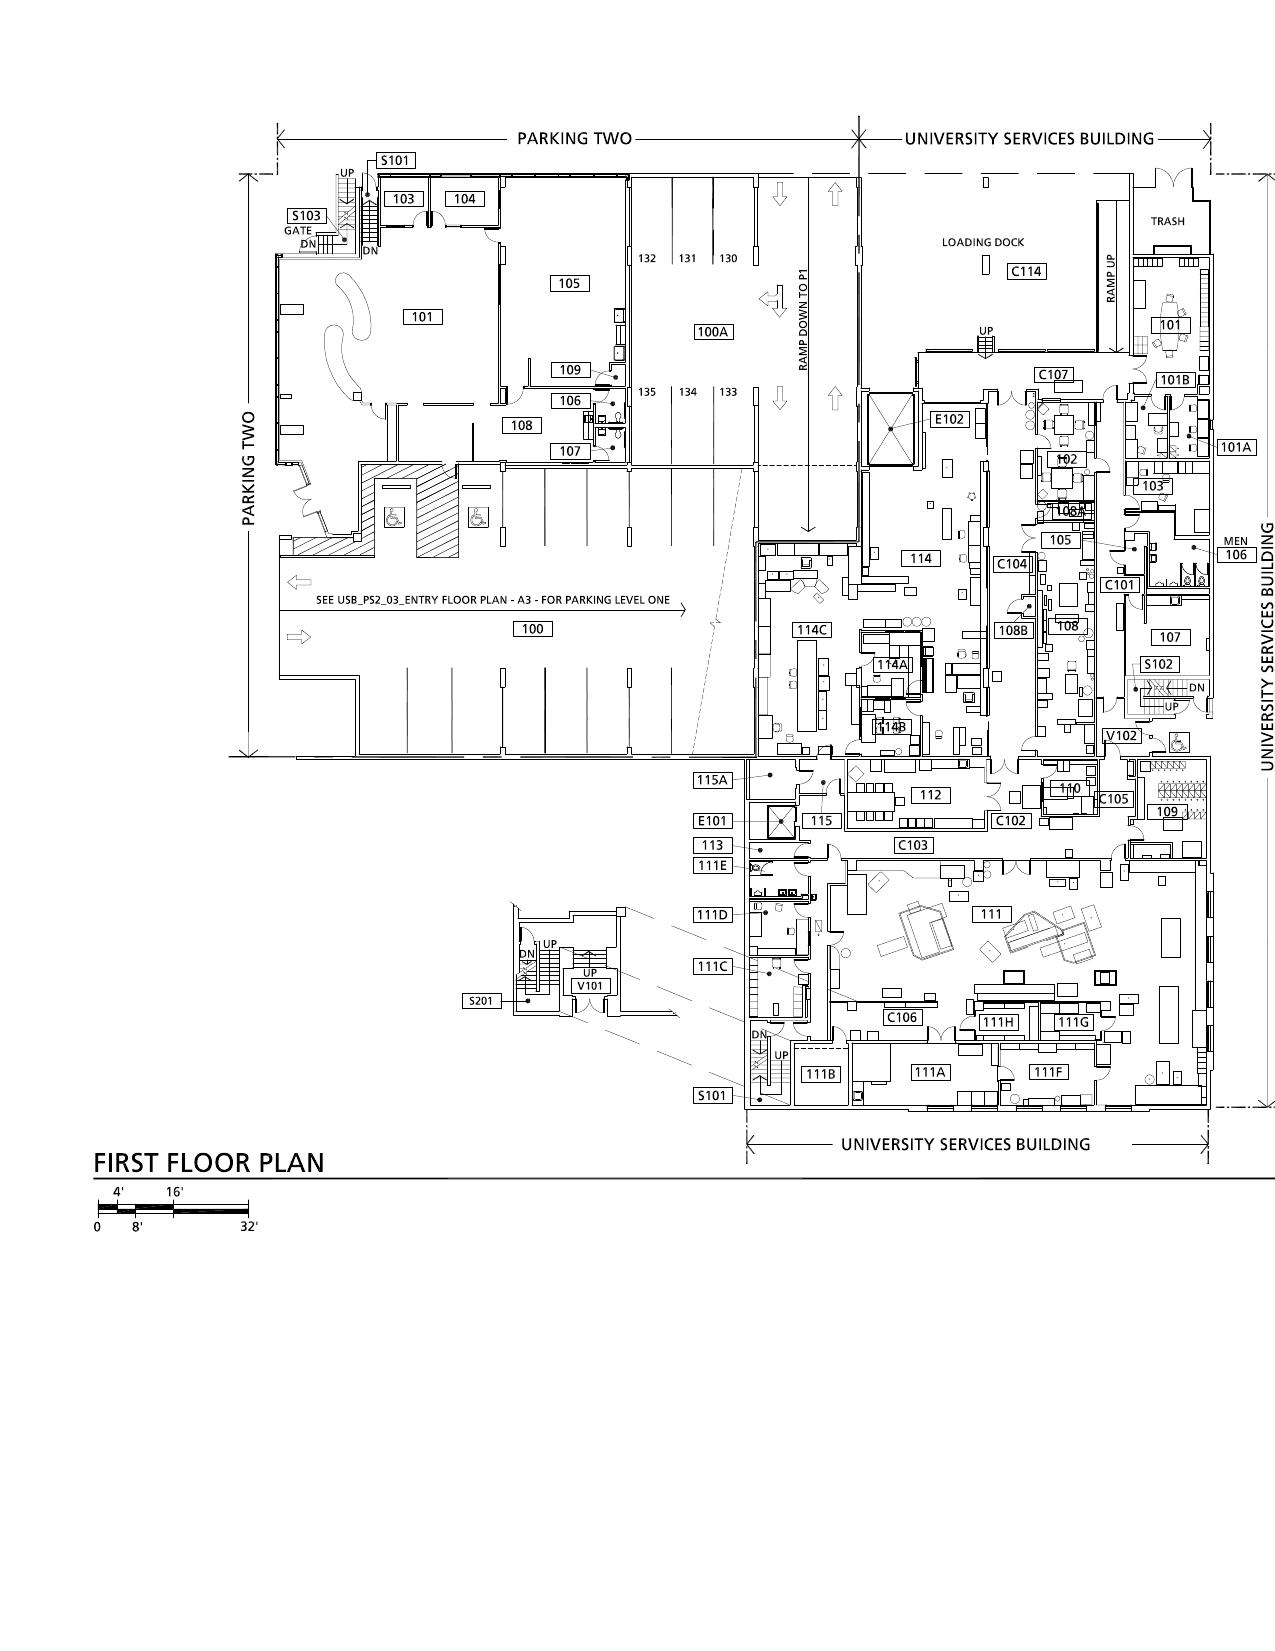 PARKING TWO
UNIVERSITY SERVICES BUILDING
S101
UP
103
104
S103
GATE
DN
DN
TRASH
132
131
130
LOADING DOCK
C114
RAMP UP
105
101
100A
RAMP DOWN TO P1
UP
101
109
C107
101B
135
134
133
106
108
107
E102
101A
102
PARKING TWO
103
108A
105
MEN
106
114
C104
C101
SEE USB_PS2_03_ENTRY FLOOR PLAN - A3 - FOR PARKING LEVEL ONE
100
114C
108B
108
107
114A
S102
DN
UP
114B
V102
UNIVERSITY SERVICES BUILDING
UNIVERSITY SERVICES BUILDING
115A
112
110
C105
109
E101
115
C102
113
C103
111E
111D
111
UP
DN
UP
V101
S201
111C
C106
111H
111G
DN
UP
111B
111A
111F
S101
UNIVERSITY SERVICES BUILDING
FIRST FLOOR PLAN
4'
16'
0
8'
32'